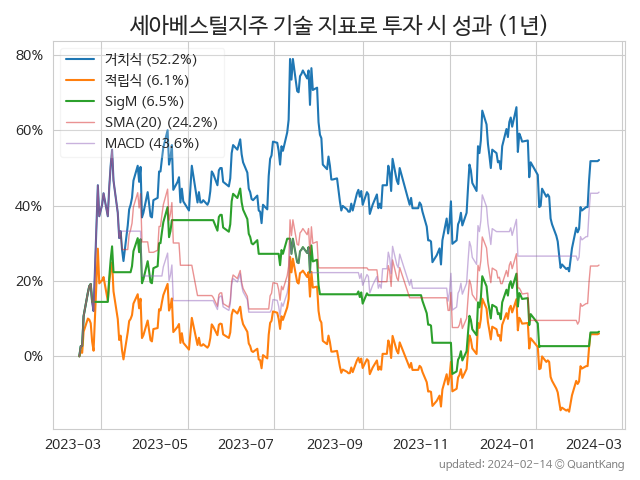 세아베스틸지주 기술 지표로 투자 시 성과 (1년)
거치식 (52.2%)
적립식 (6.1%)
SigM (6.5%)
SMA(20) (24.2%)
MACD (43.6%)
80%
60%
40%
20%
0%
2023-03 2023-05 2023-07 2023-09 2023-11 2024-01 2024-03
updated: 2024-02-14 © QuantKang